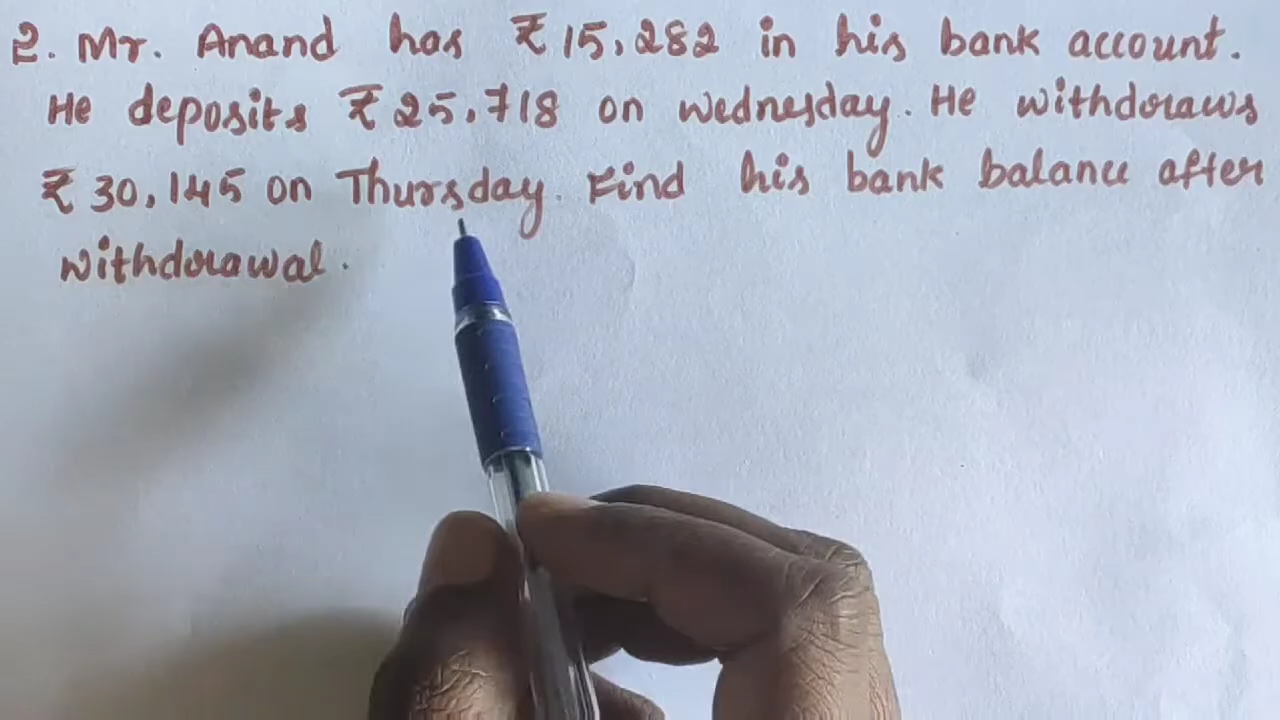 2. Mr. Anand has ₹15,282 in his bank account.
He deposits ₹25,718 on Wednesday. He withdraws
₹30,145 on Thursday. Find his bank balance after
withdrawal.